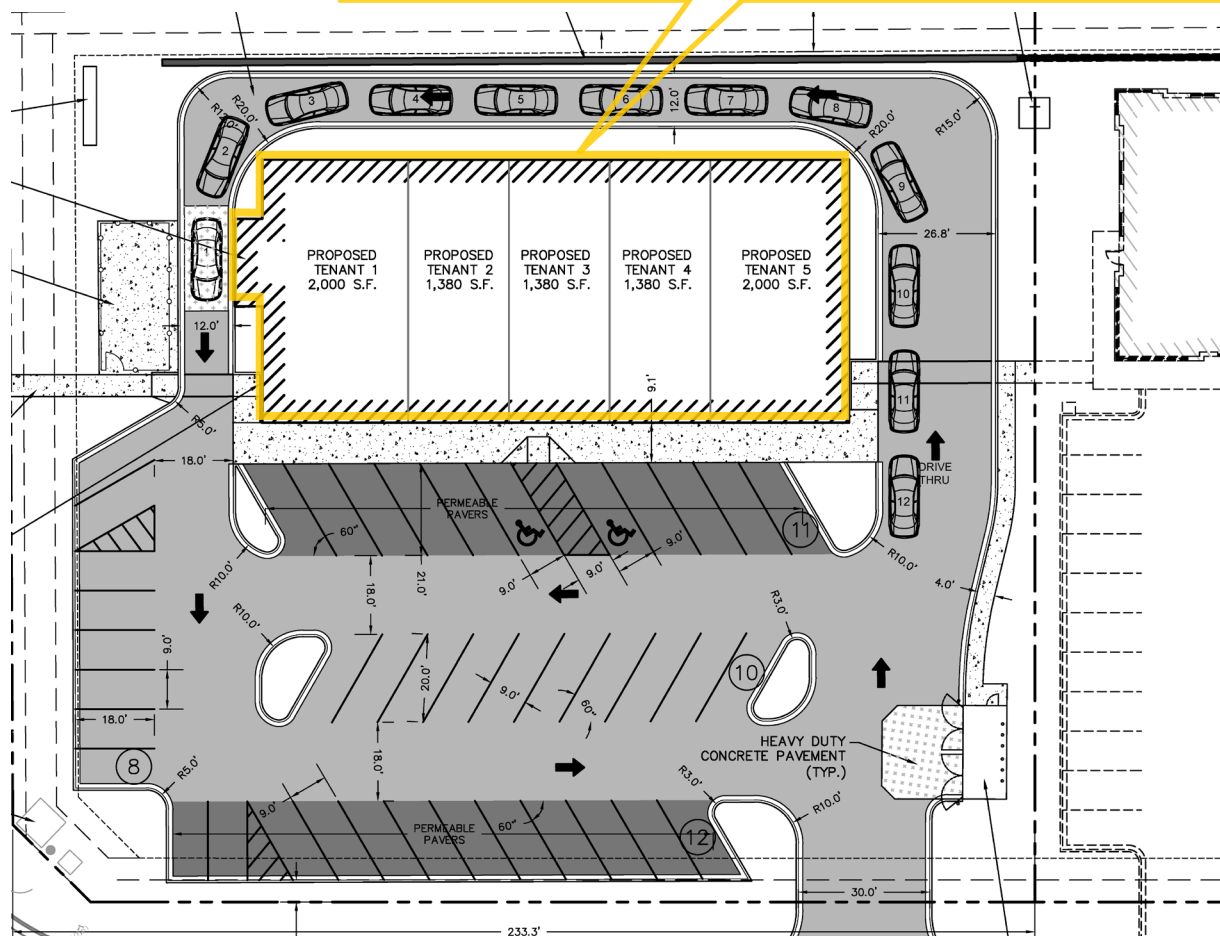 3
4
5
6
7
8
12.0'
R20.0'
R12.0'
R20.0'
R15.0'
2
9
1
26.8'
PROPOSED
TENANT 1
2,000 S.F.
PROPOSED
TENANT 2
1,380 S.F.
PROPOSED
TENANT 3
1,380 S.F.
PROPOSED
TENANT 4
1,380 S.F.
PROPOSED
TENANT 5
2,000 S.F.
10
12.0'
9.1'
11
R5.0'
18.0'
DRIVE
THRU
12
PERMEABLE
PAVERS
60°
11
R10.0'
18.0'
21.0'
9.0'
9.0'
9.0'
R10.0'
4.0'
R10.0'
R3.0'
9.0'
20.0'
9.0'
60°
10
18.0'
18.0'
HEAVY DUTY
CONCRETE PAVEMENT
(TYP.)
8
R5.0'
R3.0'
R10.0'
9.0'
PERMEABLE
PAVERS
60°
12
30.0'
233.3'